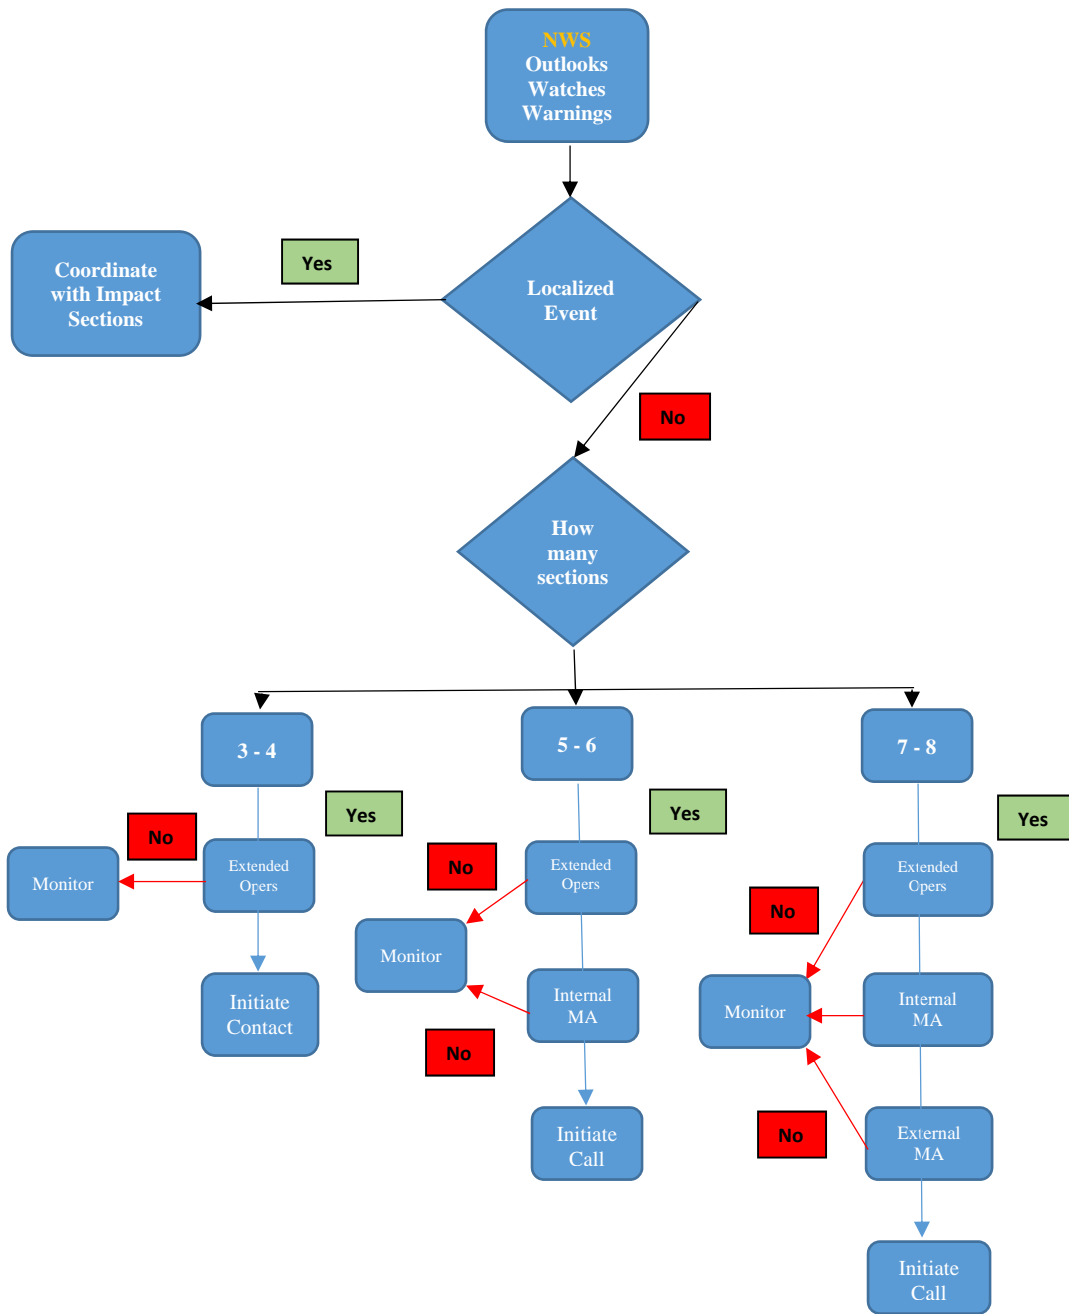 NWS
Outlooks
Watches
Warnings
Yes
Coordinate
with Impact
Sections
Localized
Event
No
How
many
sections
3 - 4
5 - 6
7 - 8
Yes
Yes
Yes
No
Monitor
Extended
Opers
Initiate
Contact
No
Extended
Opers
Monitor
No
Internal
MA
Initiate
Call
Extended
Opers
No
Monitor
Internal
MA
No
External
MA
Initiate
Call